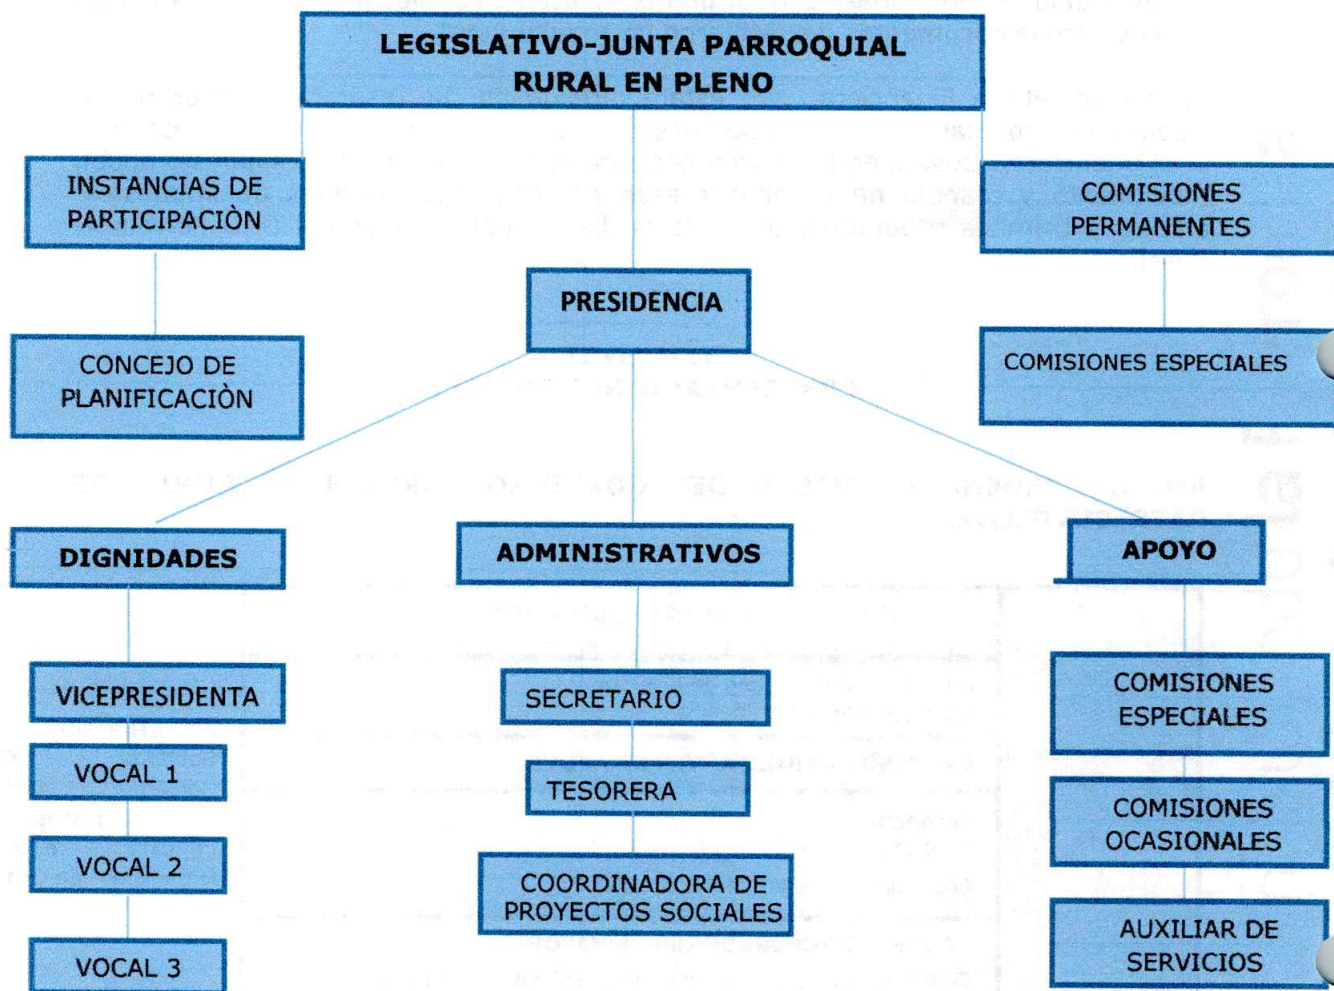 LEGISLATIVO-JUNTA PARROQUIAL
RURAL EN PLENO
INSTANCIAS DE
PARTICIPACIÒN
COMISIONES
PERMANENTES
PRESIDENCIA
CONCEJO DE
PLANIFICACIÒN
COMISIONES ESPECIALES
DIGNIDADES
ADMINISTRATIVOS
APOYO
VICEPRESIDENTA
VOCAL 1
VOCAL 2
VOCAL 3
SECRETARIO
TESORERA
COORDINADORA DE
PROYECTOS SOCIALES
COMISIONES
ESPECIALES
COMISIONES
OCASIONALES
AUXILIAR DE
SERVICIOS